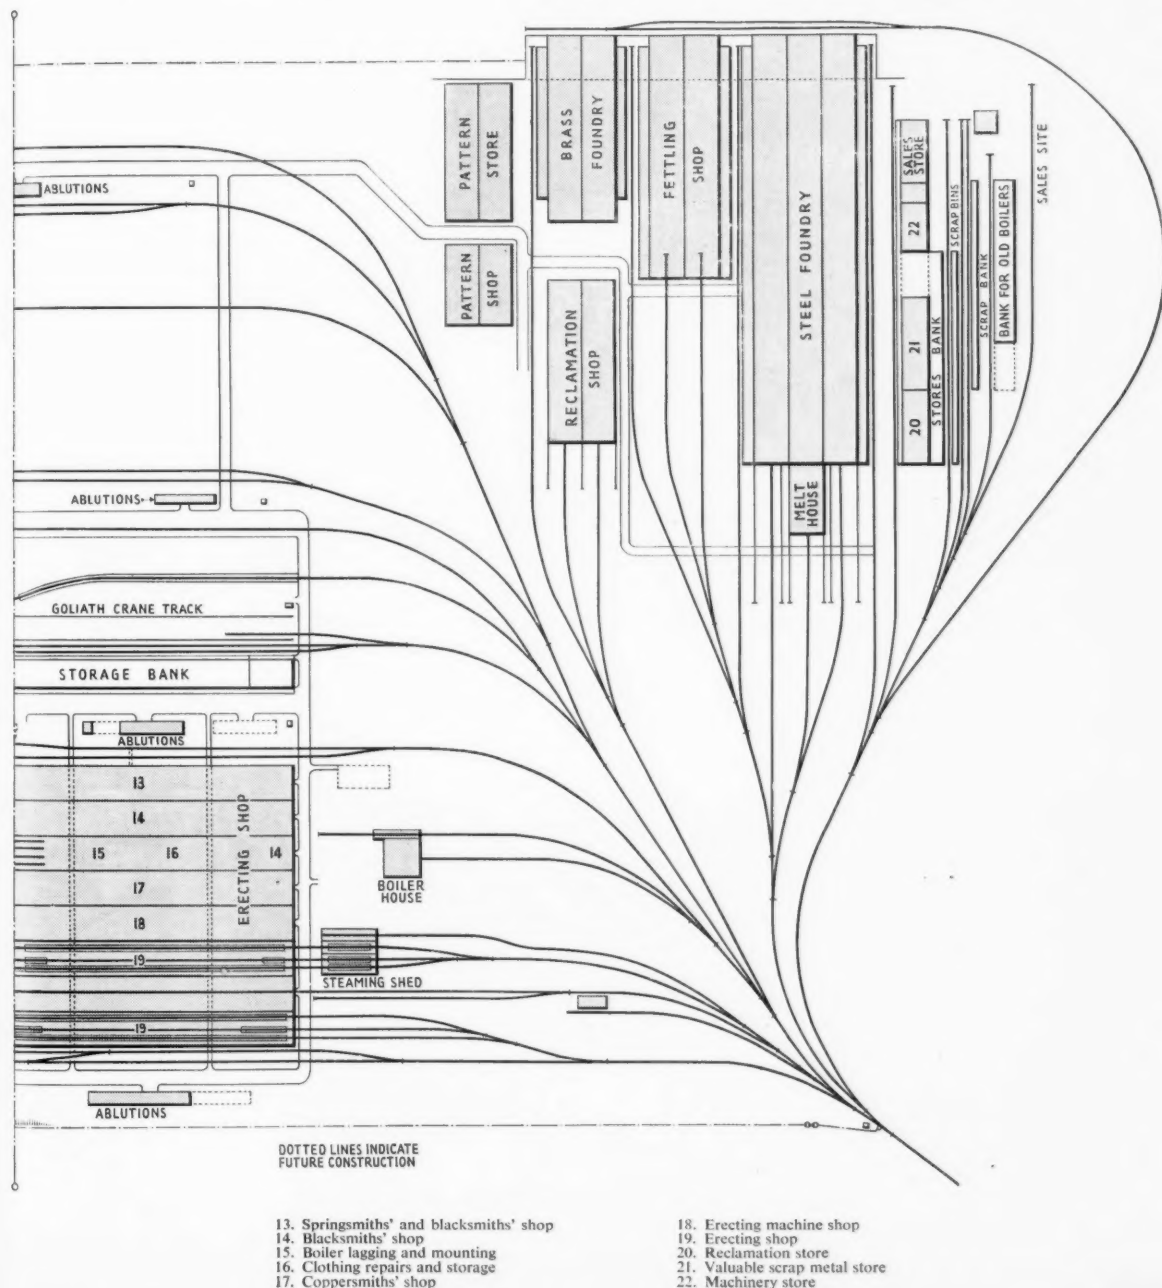 ABLUTIONS
PATTERN
STORE
PATTERN
SHOP
BRASS
FOUNDRY
FETTLING
SHOP
RECLAMATION
SHOP
STEEL FOUNDRY
MELT
HOUSE
SALES
STORE
22
21
20
STORES BANK
SCRAP BINS
SCRAP BANK
BANK FOR OLD BOILERS
SALES SITE
ABLUTIONS
GOLIATH CRANE TRACK
STORAGE BANK
ABLUTIONS
13
14
15 16 14
17
18
19
19
ERECTING SHOP
BOILER
HOUSE
STEAMING SHED
ABLUTIONS
DOTTED LINES INDICATE
FUTURE CONSTRUCTION
13. Springsmiths' and blacksmiths' shop
14. Blacksmiths' shop
15. Boiler lagging and mounting
16. Clothing repairs and storage
17. Coppersmiths' shop
18. Erecting machine shop
19. Erecting shop
20. Reclamation store
21. Valuable scrap metal store
22. Machinery store